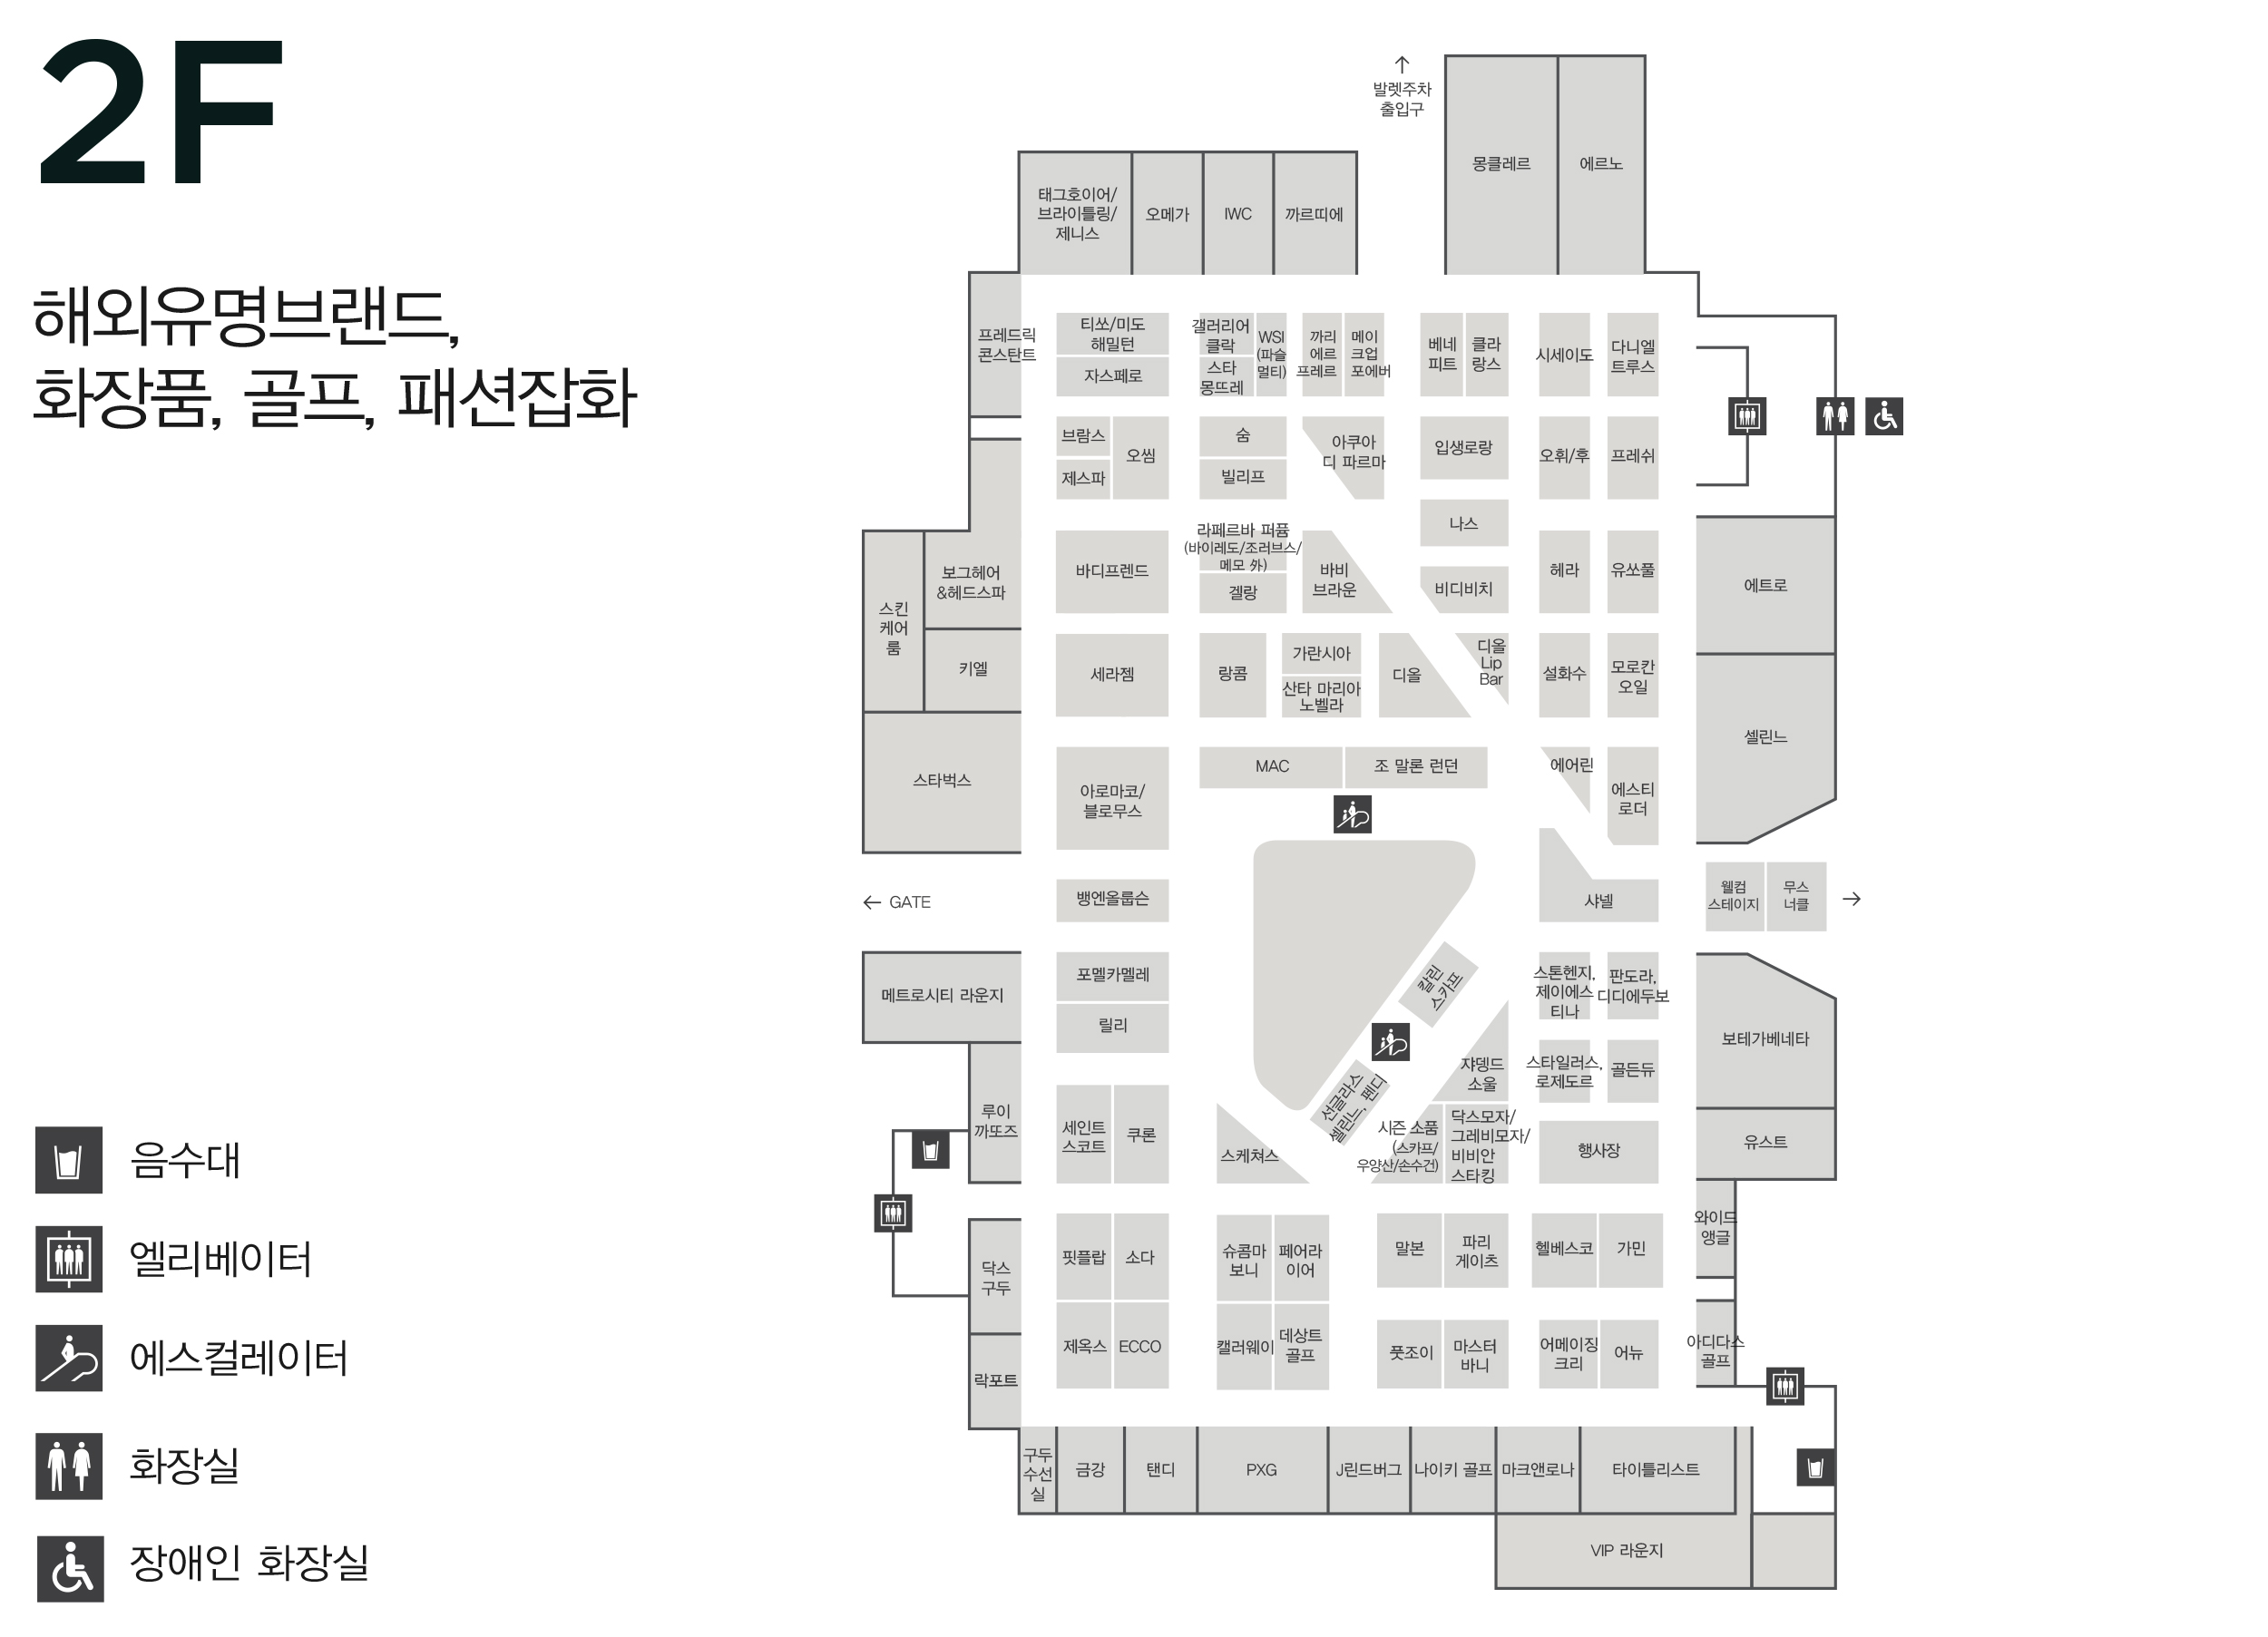 2F
해외유명브랜드,
화장품, 골프, 패션잡화
음수대
엘리베이터
에스컬레이터
화장실
장애인 화장실
발렛주차
출입구
몽클레르
에르노
태그호이어/
브라이틀링/
제니스
오메가
IWC
까르띠에
프레드릭
콘스탄트
티쏘/미도
해밀턴
자스페로
갤러리어
클락
스타
몽뜨레
WSI
(파슬
멀티)
까리
에르
프레르
메이
크업
포에버
베네
피트
클라
랑스
시세이도
다니엘
트루스
브람스
제스파
오씸
숨
빌리프
아쿠아
디 파르마
입생로랑
오휘/후
프레쉬
나스
라페르바 퍼퓸
(바이레도/조러브스/
메모 外)
겔랑
바디프렌드
바비
브라운
비디비치
헤라
유쏘풀
에트로
스킨
케어
룸
보그헤어
&헤드스파
키엘
세라젬
랑콤
가란시아
산타 마리아
노벨라
디올
디올
Lip
Bar
설화수
모로칸
오일
셀린느
스타벅스
아로마코/
블로무스
MAC
조 말론 런던
에어린
에스티
로더
GATE
뱅엔올룹슨
샤넬
웰컴
스테이지
무스
너클
메트로시티 라운지
포멜카멜레
릴리
칼린
스카프
스톤헨지,
제이에스
티나
판도라,
디디에두보
보테가베네타
루이
까또즈
세인트
스코트
쿠론
스케쳐스
선글라스
셀린느, 펜디
쟈뎅드
소울
스타일러스,
로제도르
골든듀
시즌 소품
(스카프/
우양산/손수건)
닥스모자/
그레비모자/
비비안
스타킹
행사장
유스트
와이드
앵글
닥스
구두
핏플랍
소다
슈콤마
보니
페어라
이어
말본
파리
게이츠
헬베스코
가민
락포트
제옥스
ECCO
캘러웨이
데상트
골프
풋조이
마스터
바니
어메이징
크리
어뉴
아디다스
골프
구두
수선
실
금강
탠디
PXG
J린드버그
나이키 골프
마크앤로나
타이틀리스트
VIP 라운지